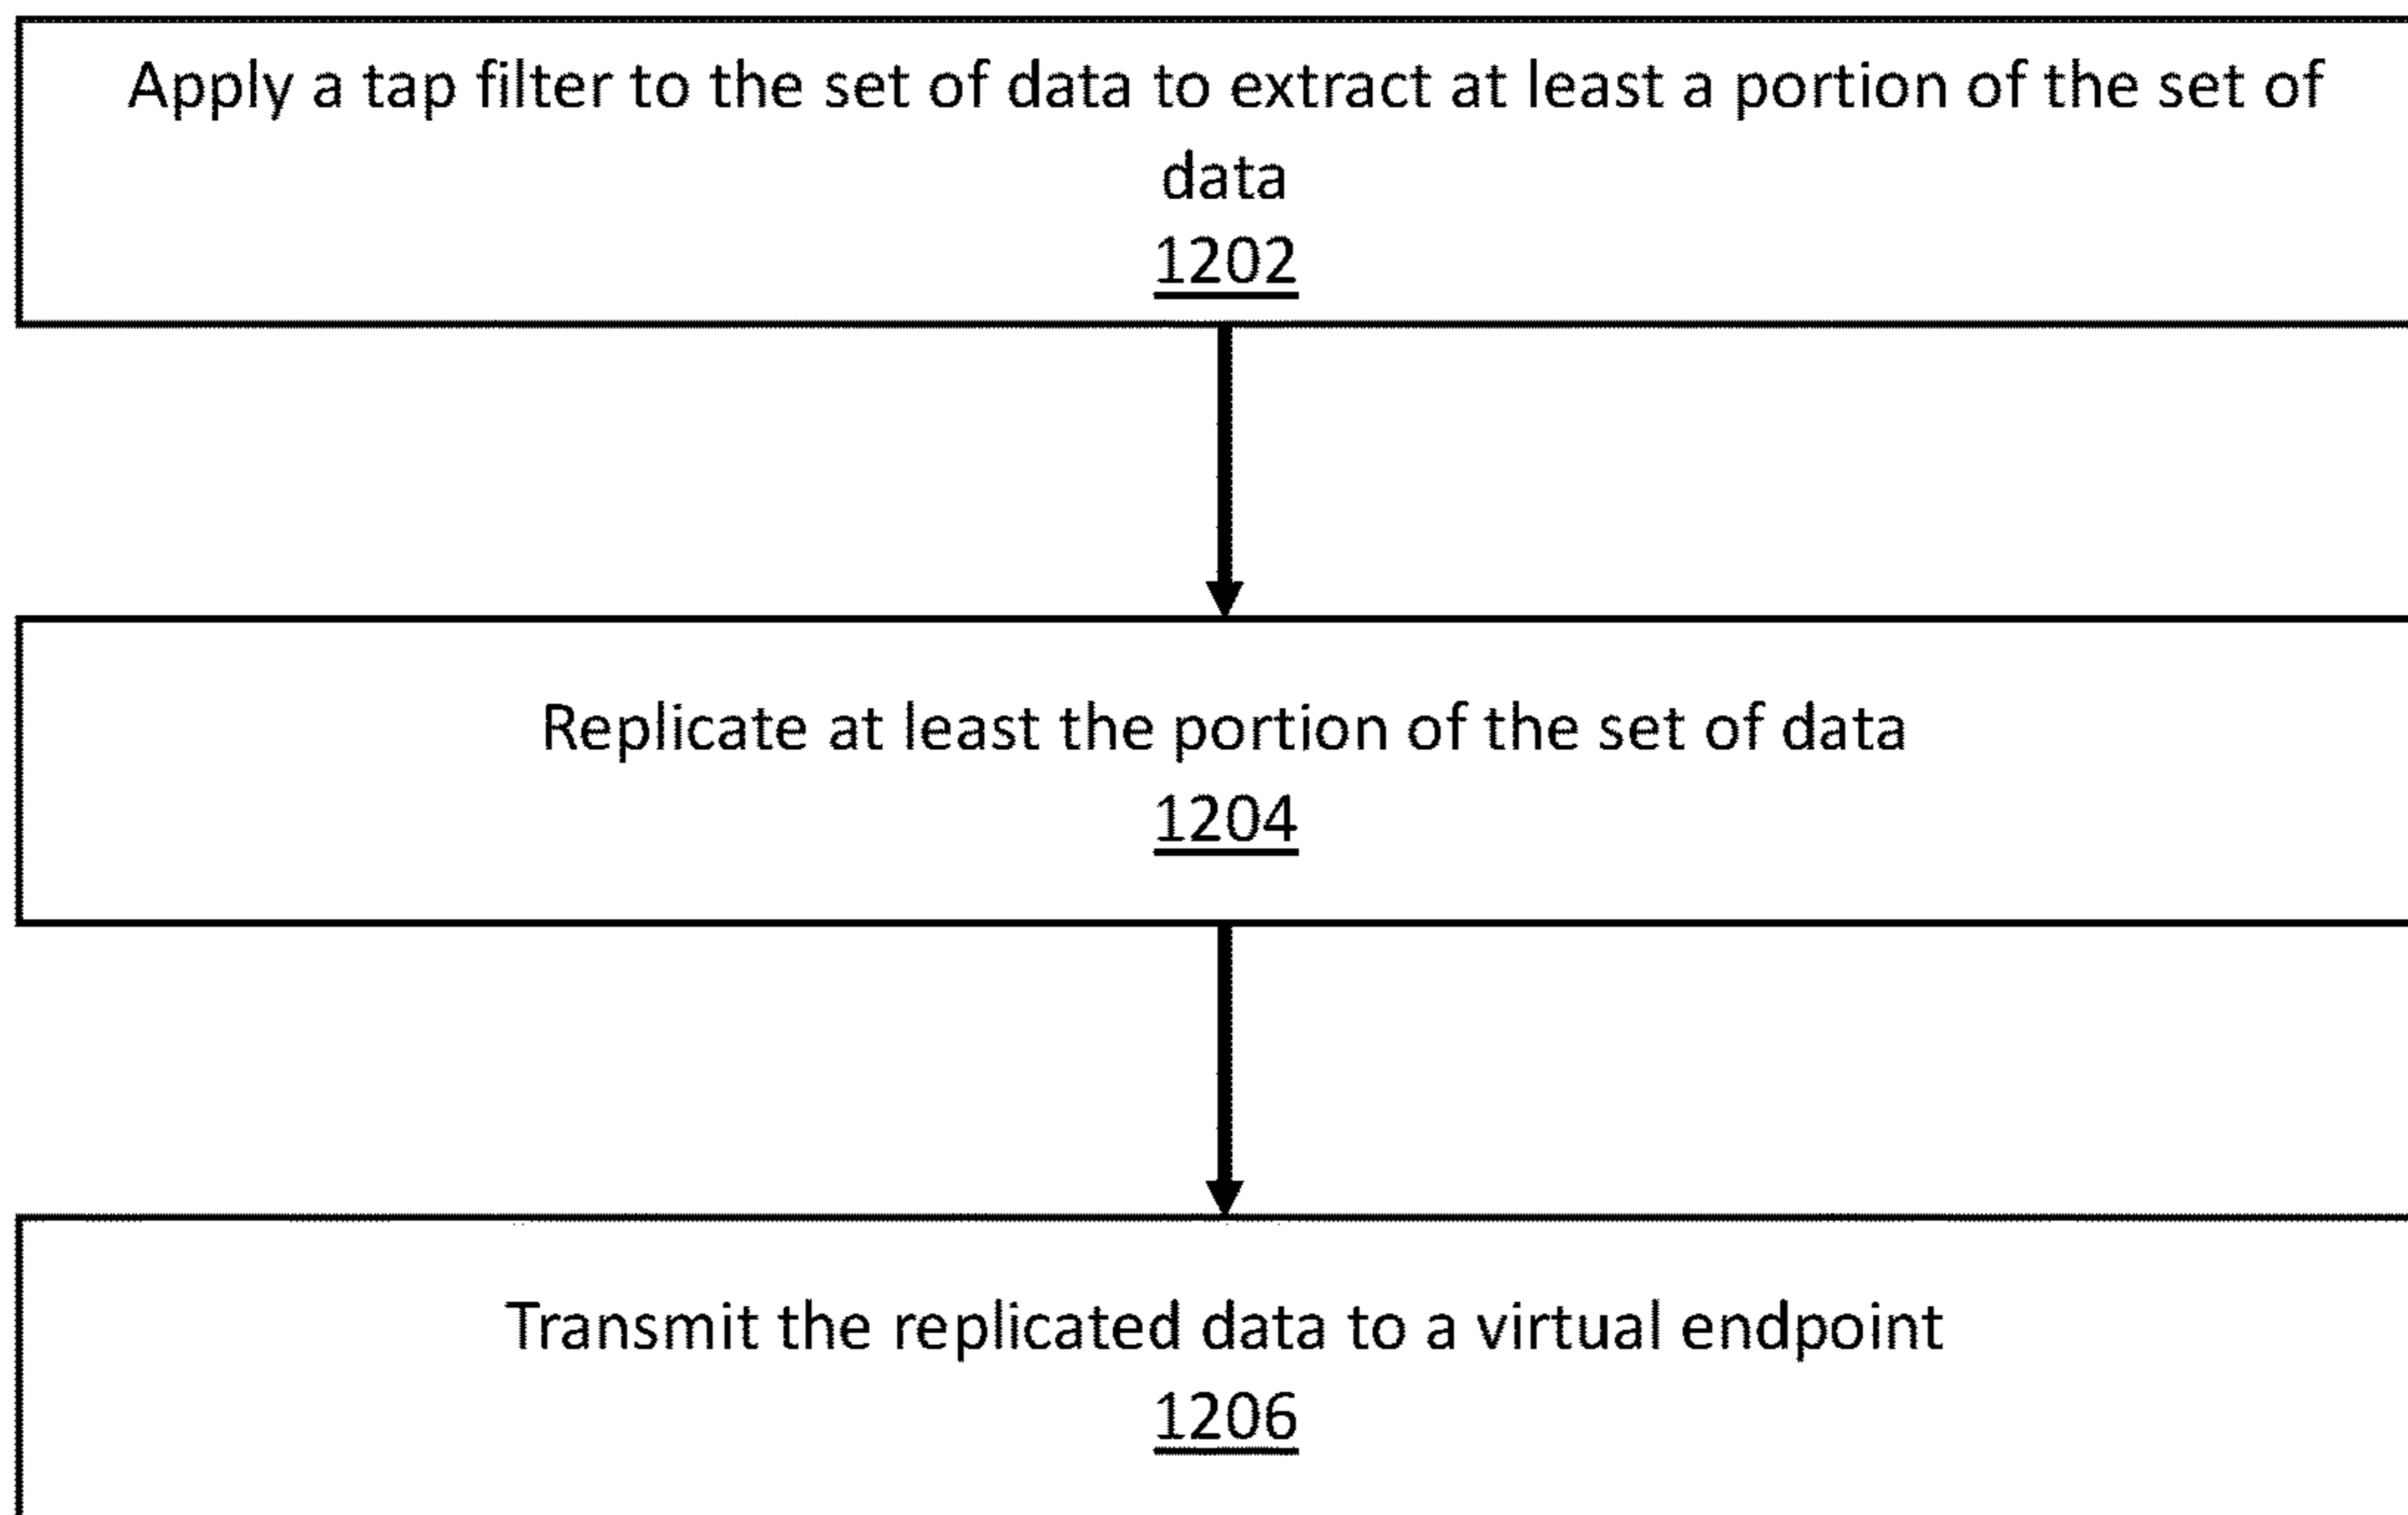 Apply a tap filter to the set of data to extract at least a portion of the set of
data
1202
Replicate at least the portion of the set of data
1204
Transmit the replicated data to a virtual endpoint
1206